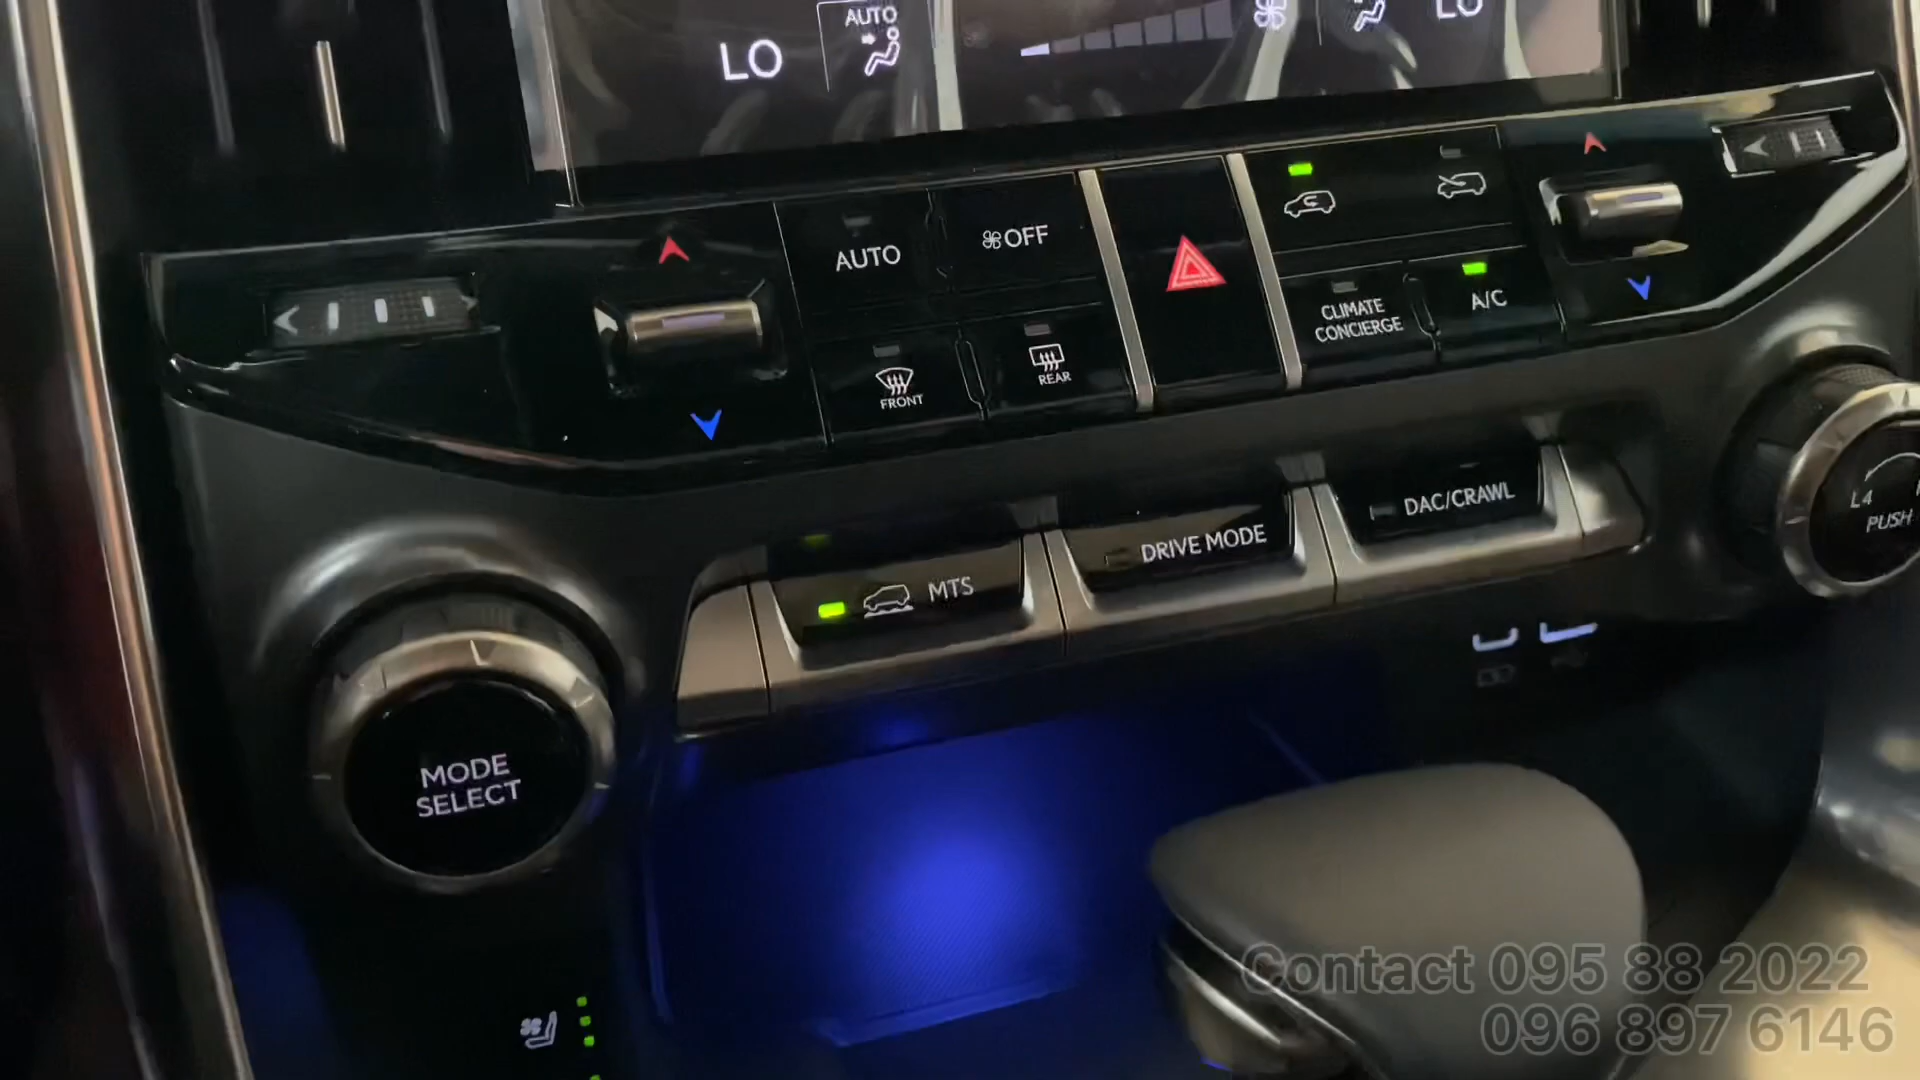 AUTO
LO
LO
AUTO
OFF
FRONT
REAR
CLIMATE
CONCIERGE
A/C
MTS
DRIVE MODE
DAC/CRAWL
L4
PUSH
MODE
SELECT
Contact 095 88 2022
096 897 6146